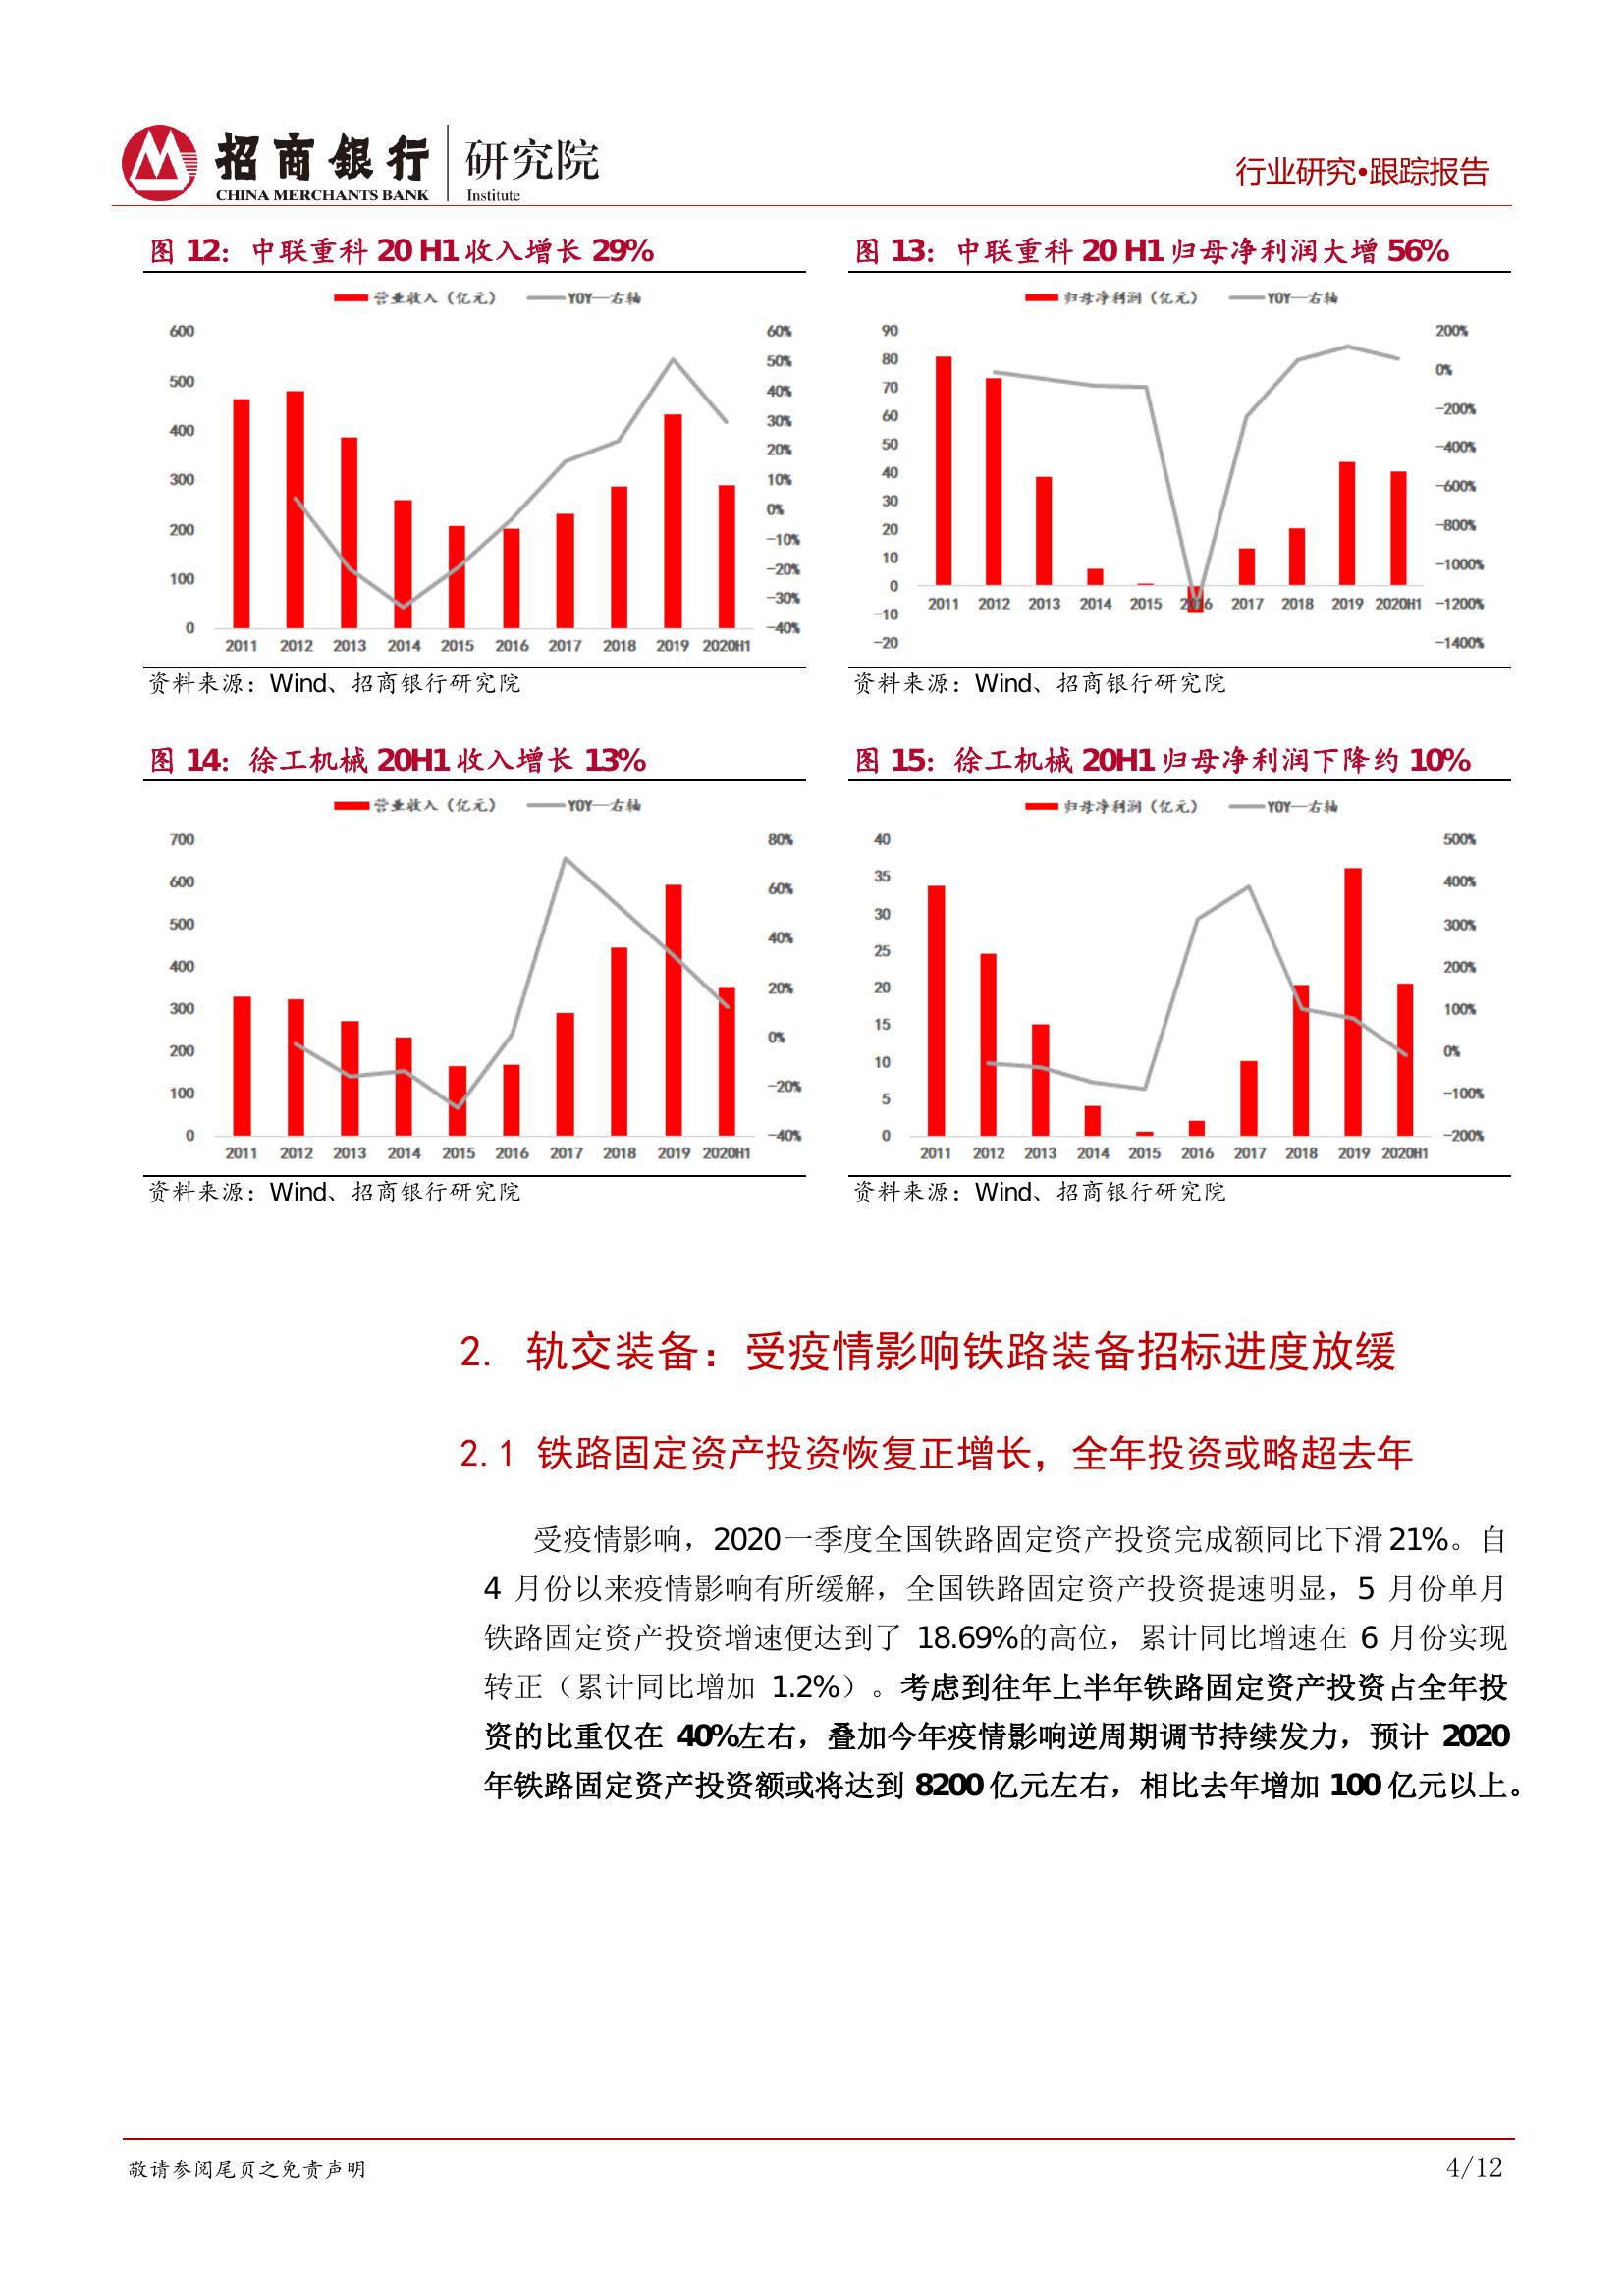 招商銀行 研究院
CHINA MERCHANTS BANK Institute
行业研究•跟踪报告
图 12：中联重科 20 H1 收入增长 29%
营业收入（亿元） YOY—右轴
600
500
400
300
200
100
0
60%
50%
40%
30%
20%
10%
0%
-10%
-20%
-30%
-40%
2011 2012 2013 2014 2015 2016 2017 2018 2019 2020H1
资料来源：Wind、招商银行研究院
图 13：中联重科 20 H1 归母净利润大增 56%
归母净利润（亿元） YOY—右轴
90
80
70
60
50
40
30
20
10
0
-10
-20
200%
0%
-200%
-400%
-600%
-800%
-1000%
-1200%
-1400%
2011 2012 2013 2014 2015 2016 2017 2018 2019 2020H1
资料来源：Wind、招商银行研究院
图 14：徐工机械 20H1 收入增长 13%
营业收入（亿元） YOY—右轴
700
600
500
400
300
200
100
0
80%
60%
40%
20%
0%
-20%
-40%
2011 2012 2013 2014 2015 2016 2017 2018 2019 2020H1
资料来源：Wind、招商银行研究院
图 15：徐工机械 20H1 归母净利润下降约 10%
归母净利润（亿元） YOY—右轴
40
35
30
25
20
15
10
5
0
500%
400%
300%
200%
100%
0%
-100%
-200%
2011 2012 2013 2014 2015 2016 2017 2018 2019 2020H1
资料来源：Wind、招商银行研究院
2. 轨交装备：受疫情影响铁路装备招标进度放缓
2.1 铁路固定资产投资恢复正增长，全年投资或略超去年
受疫情影响，2020 一季度全国铁路固定资产投资完成额同比下滑 21%。自
4 月份以来疫情影响有所缓解，全国铁路固定资产投资提速明显，5 月份单月
铁路固定资产投资增速便达到了 18.69%的高位，累计同比增速在 6 月份实现
转正（累计同比增加 1.2%）。考虑到往年上半年铁路固定资产投资占全年投
资的比重仅在 40%左右，叠加今年疫情影响逆周期调节持续发力，预计 2020
年铁路固定资产投资额或将达到 8200 亿元左右，相比去年增加 100 亿元以上。
敬请参阅尾页之免责声明
4/12